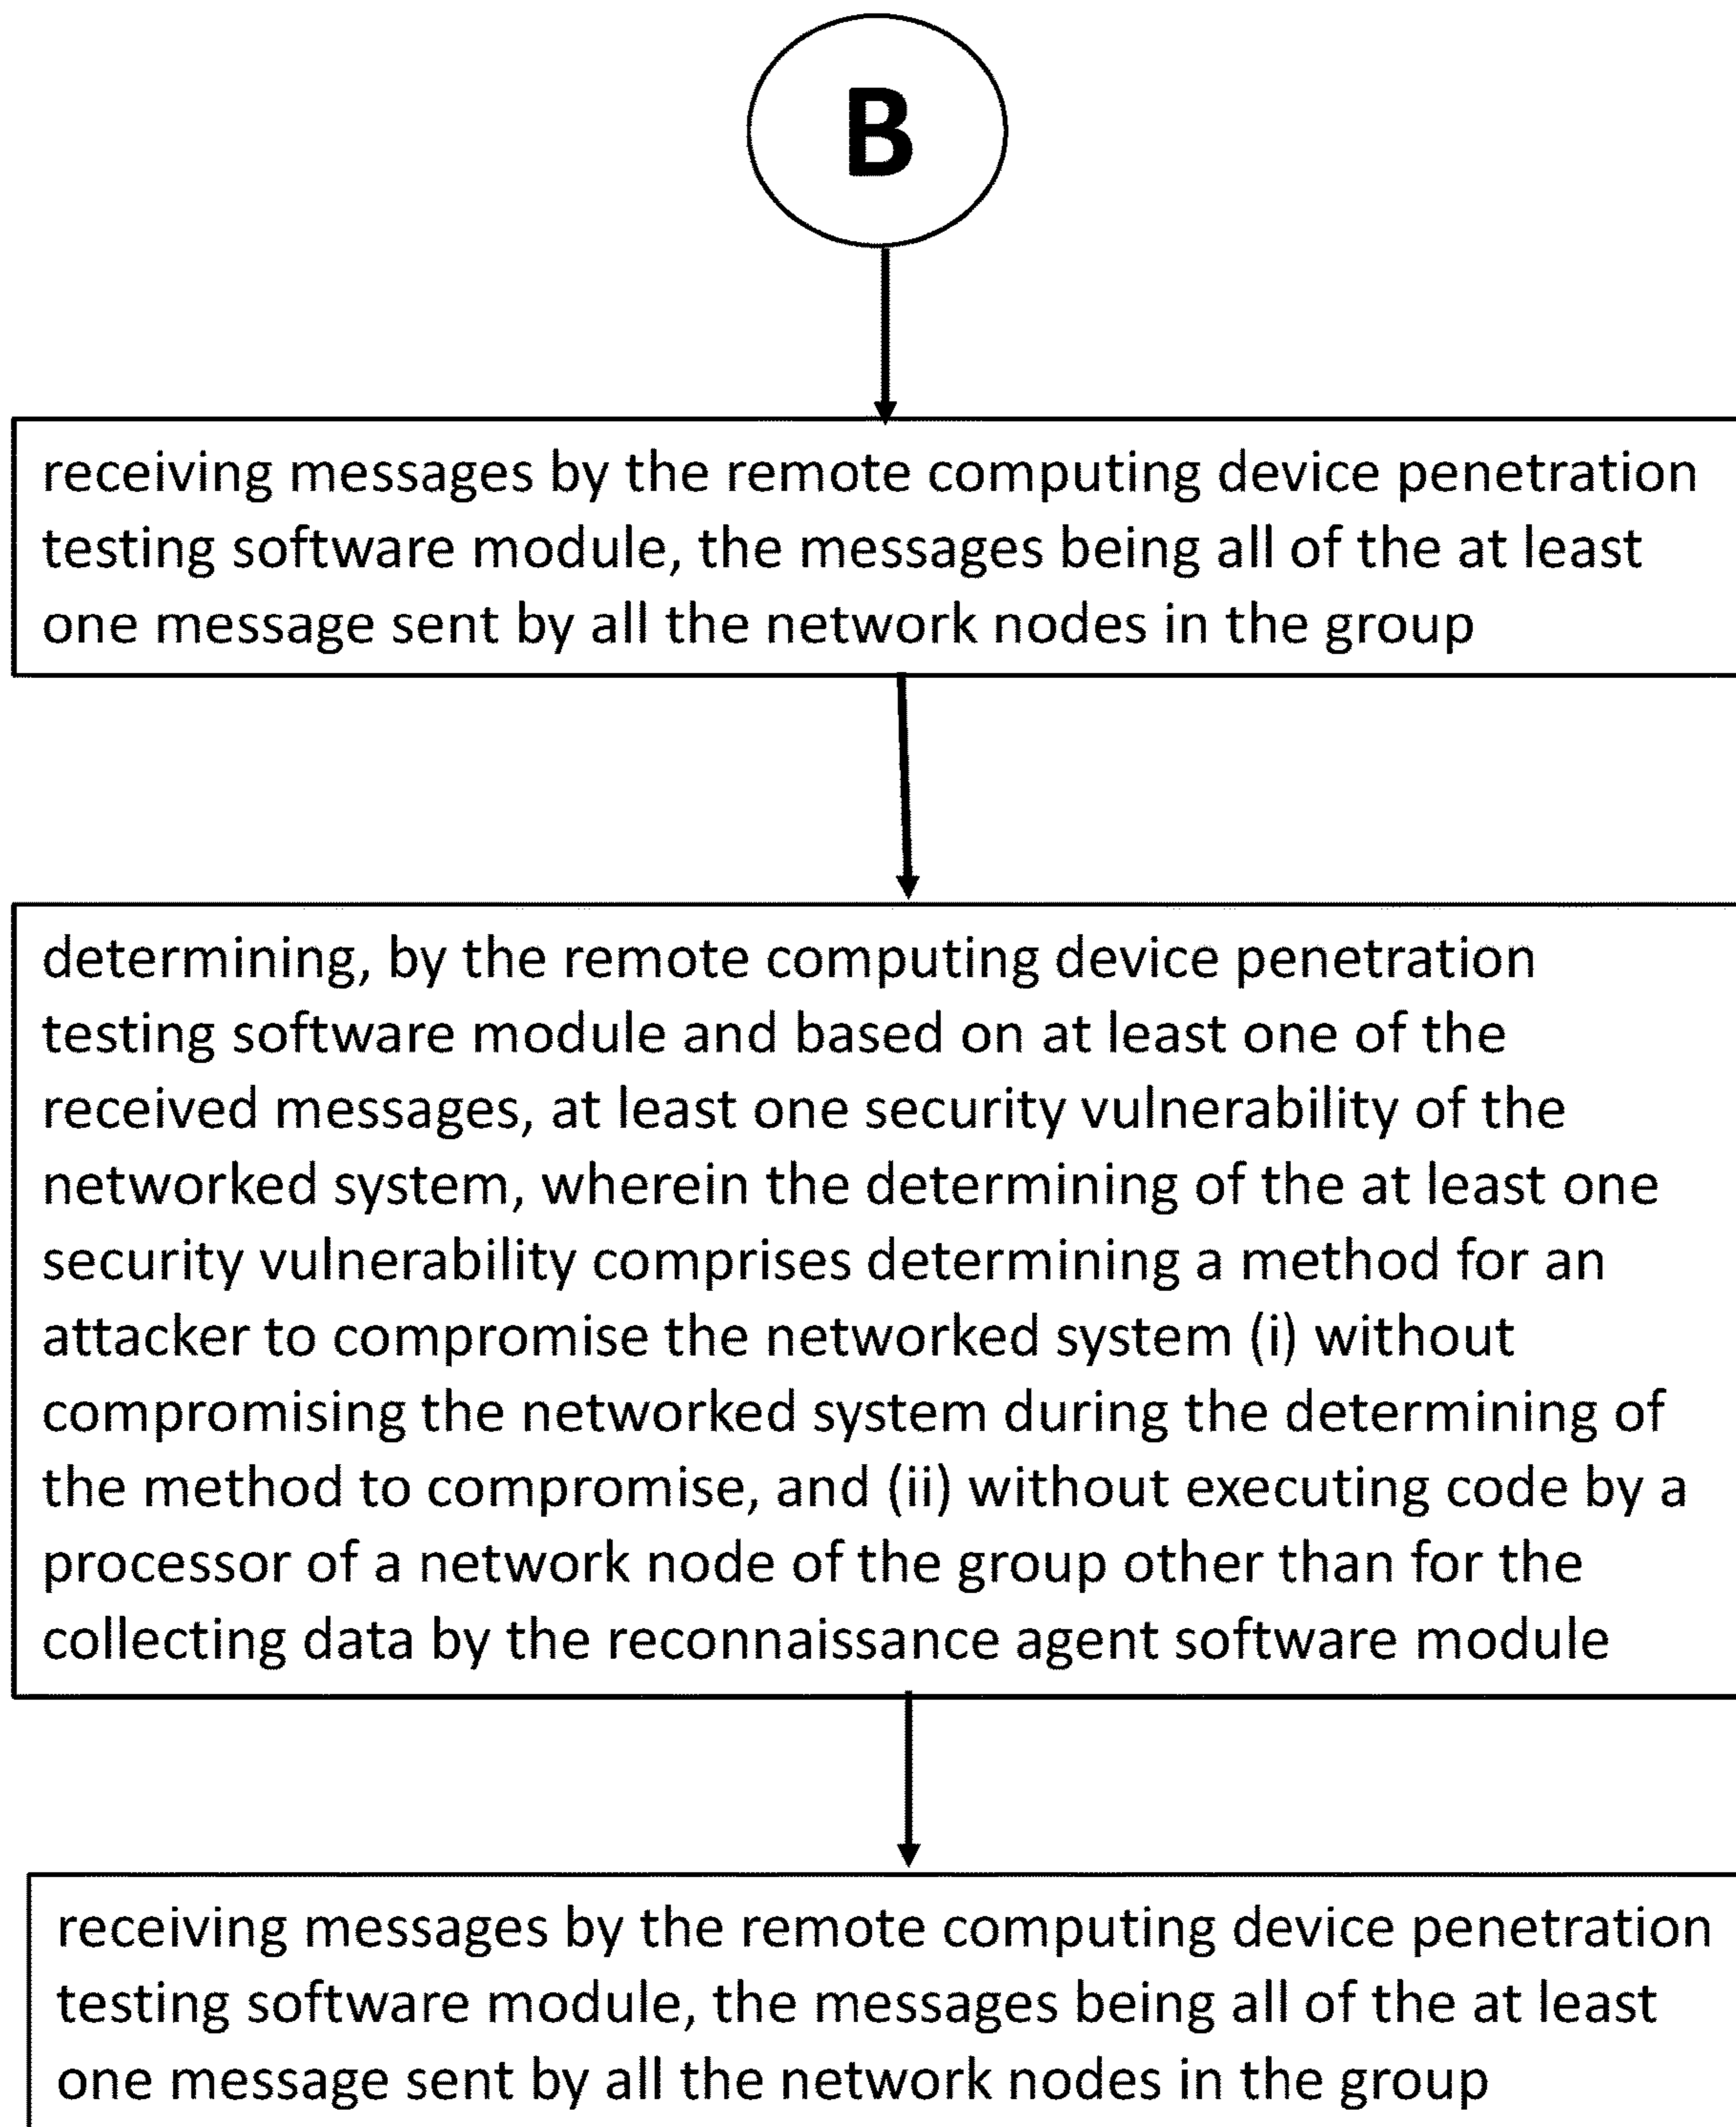 B
receiving messages by the remote computing device penetration
testing software module, the messages being all of the at least
one message sent by all the network nodes in the group
determining, by the remote computing device penetration
testing software module and based on at least one of the
received messages, at least one security vulnerability of the
networked system, wherein the determining of the at least one
security vulnerability comprises determining a method for an
attacker to compromise the networked system (i) without
compromising the networked system during the determining of
the method to compromise, and (ii) without executing code by a
processor of a network node of the group other than for the
collecting data by the reconnaissance agent software module
receiving messages by the remote computing device penetration
testing software module, the messages being all of the at least
one message sent by all the network nodes in the group